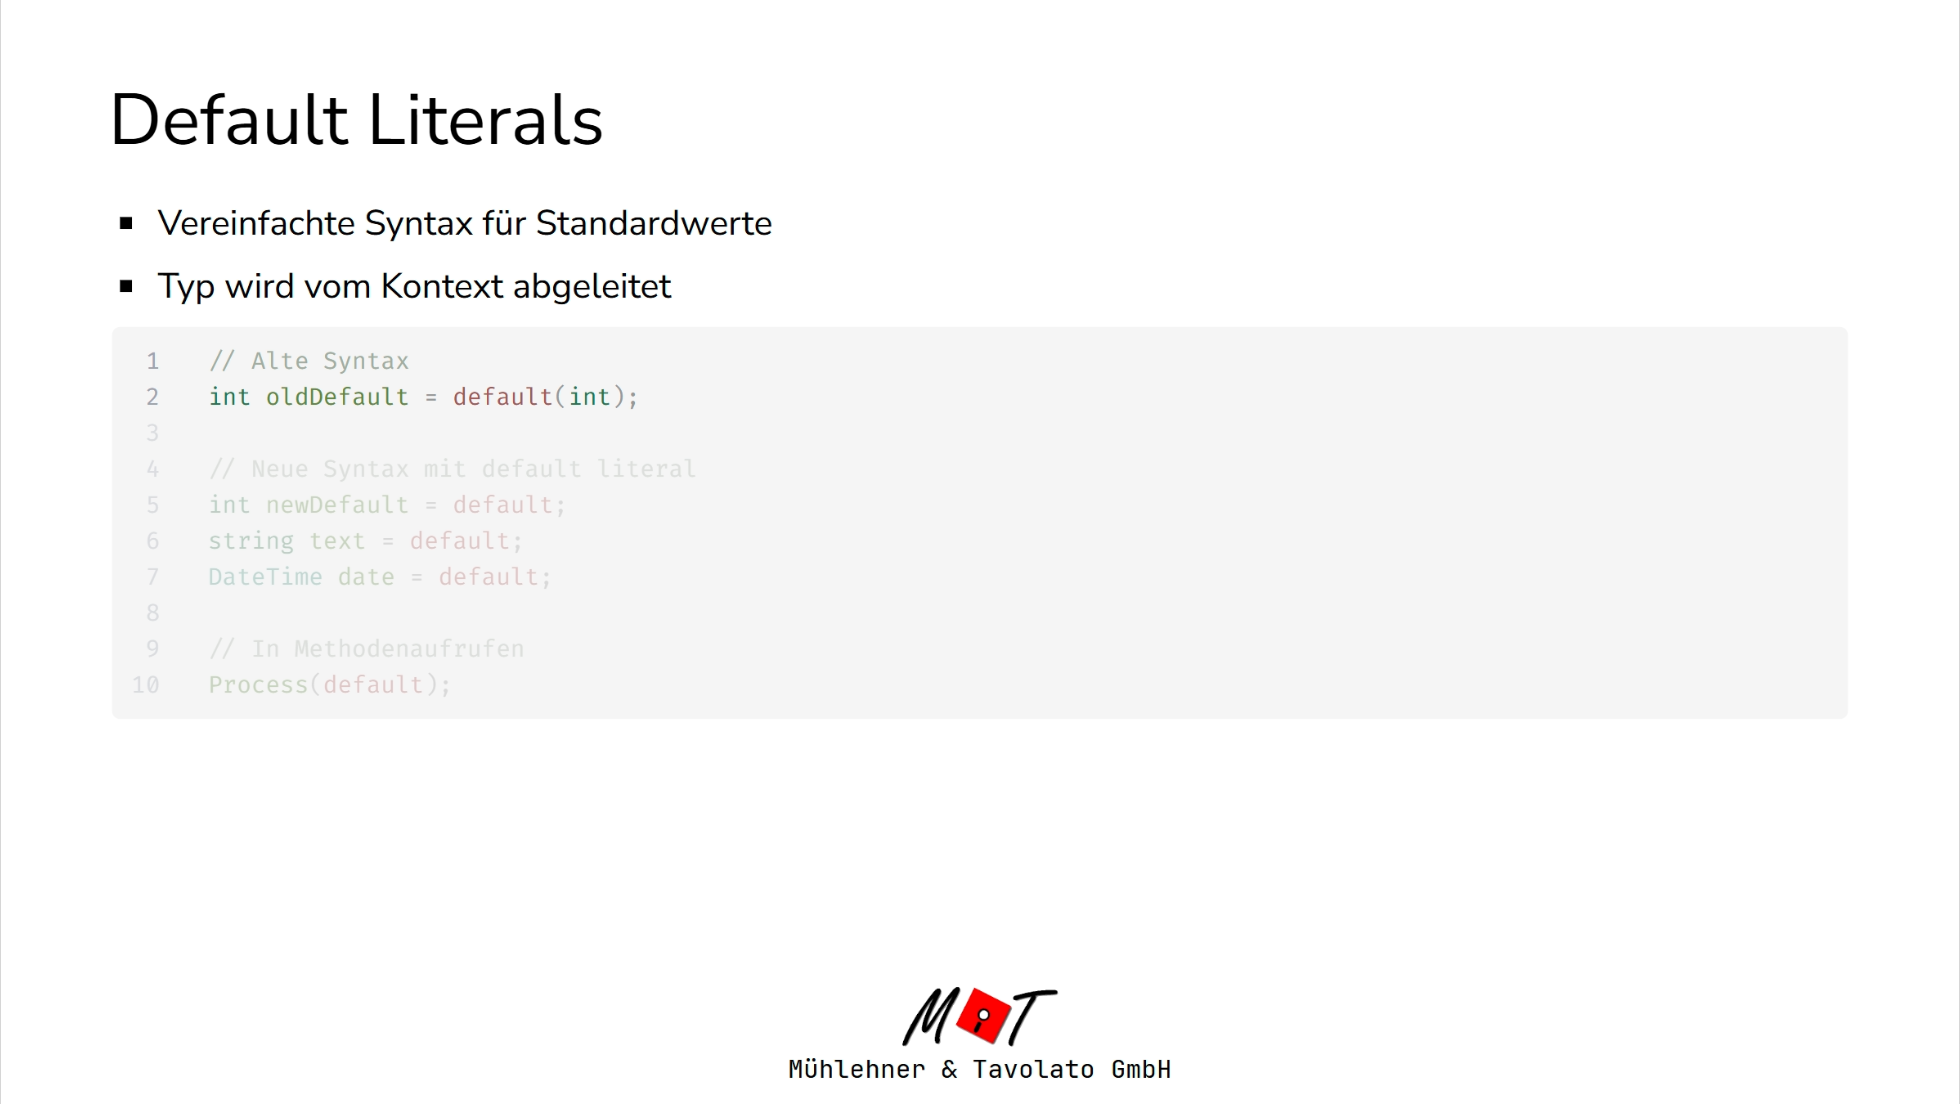 Default Literals
▪ Vereinfachte Syntax für Standardwerte
▪ Typ wird vom Kontext abgeleitet
1 // Alte Syntax
2 int oldDefault = default(int);
3
4 // Neue Syntax mit default literal
5 int newDefault = default;
6 string text = default;
7 DateTime date = default;
8
9 // In Methodenaufrufen
10 Process(default);
M T
Mühlehner & Tavolato GmbH